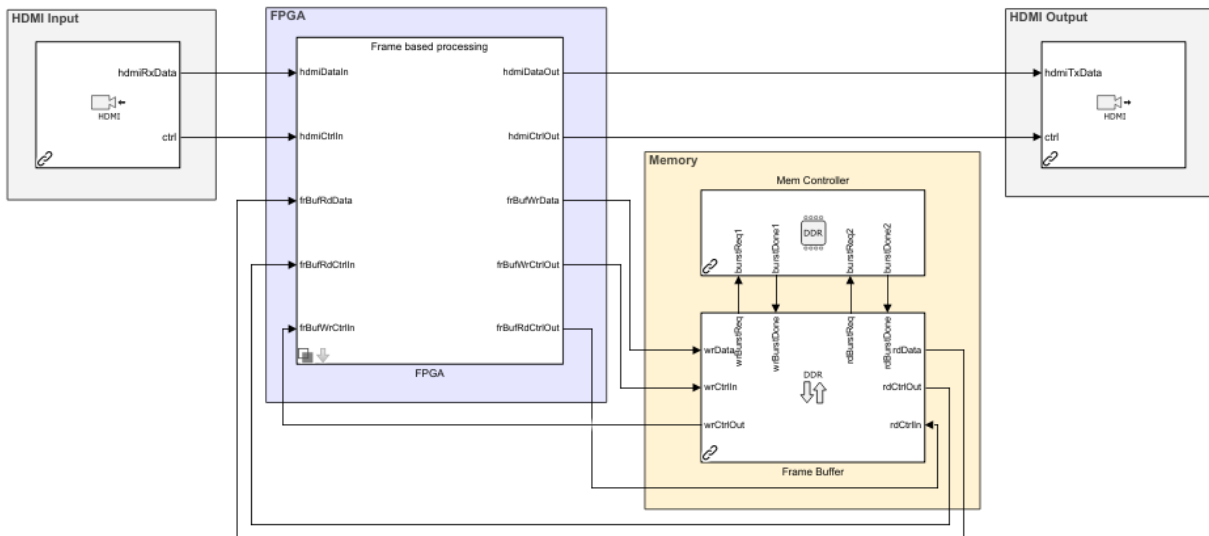 HDMI Input
hdmiRxData
HDMI
ctrl
FPGA
Frame based processing
hdmiDataIn
hdmiDataOut
hdmiCtrlIn
hdmiCtrlOut
frBufRdData
frBufWrData
frBufRdCtrlIn
frBufWrCtrlOut
frBufWrCtrlIn
frBufRdCtrlOut
FPGA
HDMI Output
hdmiTxData
HDMI
ctrl
Memory
Mem Controller
DDR
burstReq1
burstDone1
burstReq2
burstDone2
wrBurstReq
wrBurstDone
rdBurstReq
rdBurstDone
wrData
rdData
DDR
wrCtrlIn
rdCtrlOut
wrCtrlOut
rdCtrlIn
Frame Buffer